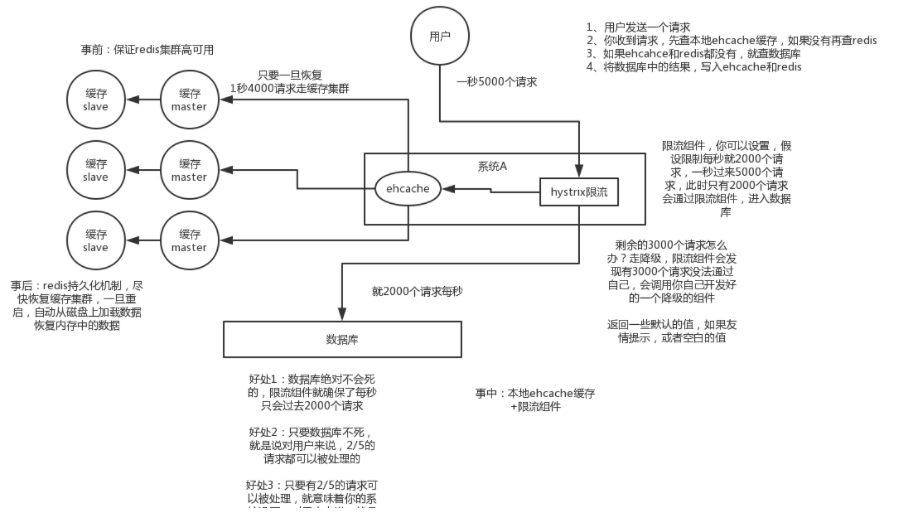 用户
1、用户发送一个请求
2、你收到请求，先查本地ehcache缓存，如果没有再查redis
3、如果ehcahce和redis都没有，就查数据库
4、将数据库中的结果，写入ehcache和redis
事前：保证redis集群高可用
只要一旦恢复
1秒4000请求走缓存集群
一秒5000个请求
缓存
slave
缓存
master
缓存
slave
缓存
master
缓存
slave
缓存
master
系统A
ehcache
hystrix限流
限流组件，你可以设置，假
设限制每秒就2000个请
求，一秒过来5000个请
求，此时只有2000个请求
会通过限流组件，进入数据
库
剩余的3000个请求怎么
办？走降级，限流组件会发
现有3000个请求没法通过
自己，会调用你自己开发好
的一个降级的组件
返回一些默认的值，如果友
情提示，或者空白的值
事后：redis持久化机制，尽
快恢复缓存集群，一旦重
启，自动从磁盘上加载数据
恢复内存中的数据
就2000个请求每秒
数据库
好处1：数据库绝对不会死
的，限流组件就确保了每秒
只会过去2000个请求
事中：本地ehcache缓存
+限流组件
好处2：只要数据库不死，
就是说对用户来说，2/5的
请求都可以被处理的
好处3：只要有2/5的请求可
以被处理，就意味着你的系